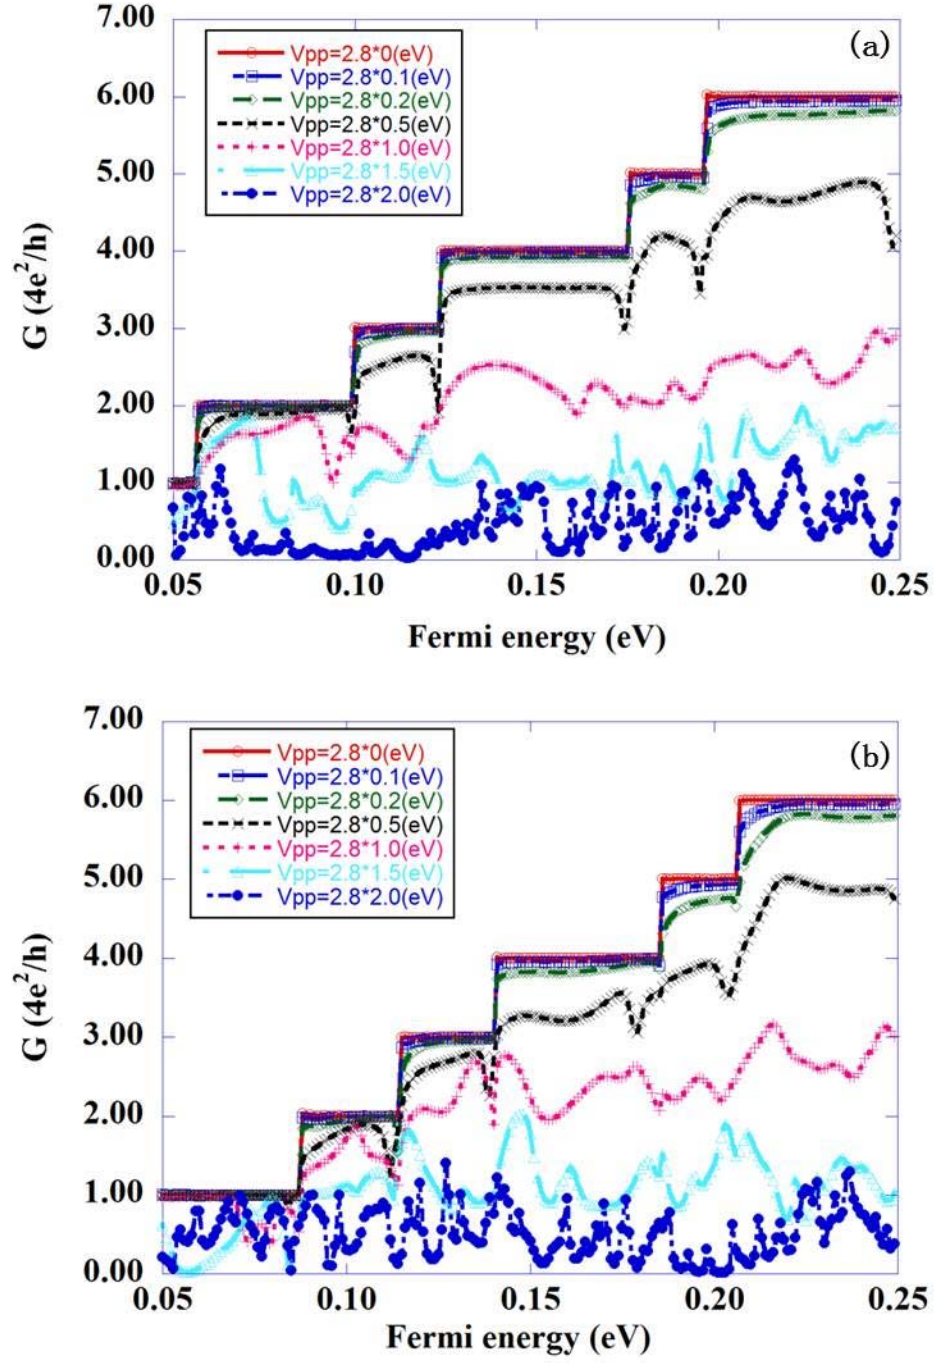 7.00
(a)
Vpp=2.8*0(eV)
Vpp=2.8*0.1(eV)
Vpp=2.8*0.2(eV)
Vpp=2.8*0.5(eV)
Vpp=2.8*1.0(eV)
Vpp=2.8*1.5(eV)
Vpp=2.8*2.0(eV)
6.00
5.00
4.00
3.00
2.00
1.00
0.00
G (4e²/h)
0.05 0.10 0.15 0.20 0.25
Fermi energy (eV)
7.00
(b)
Vpp=2.8*0(eV)
Vpp=2.8*0.1(eV)
Vpp=2.8*0.2(eV)
Vpp=2.8*0.5(eV)
Vpp=2.8*1.0(eV)
Vpp=2.8*1.5(eV)
Vpp=2.8*2.0(eV)
6.00
5.00
4.00
3.00
2.00
1.00
0.00
G (4e²/h)
0.05 0.10 0.15 0.20 0.25
Fermi energy (eV)